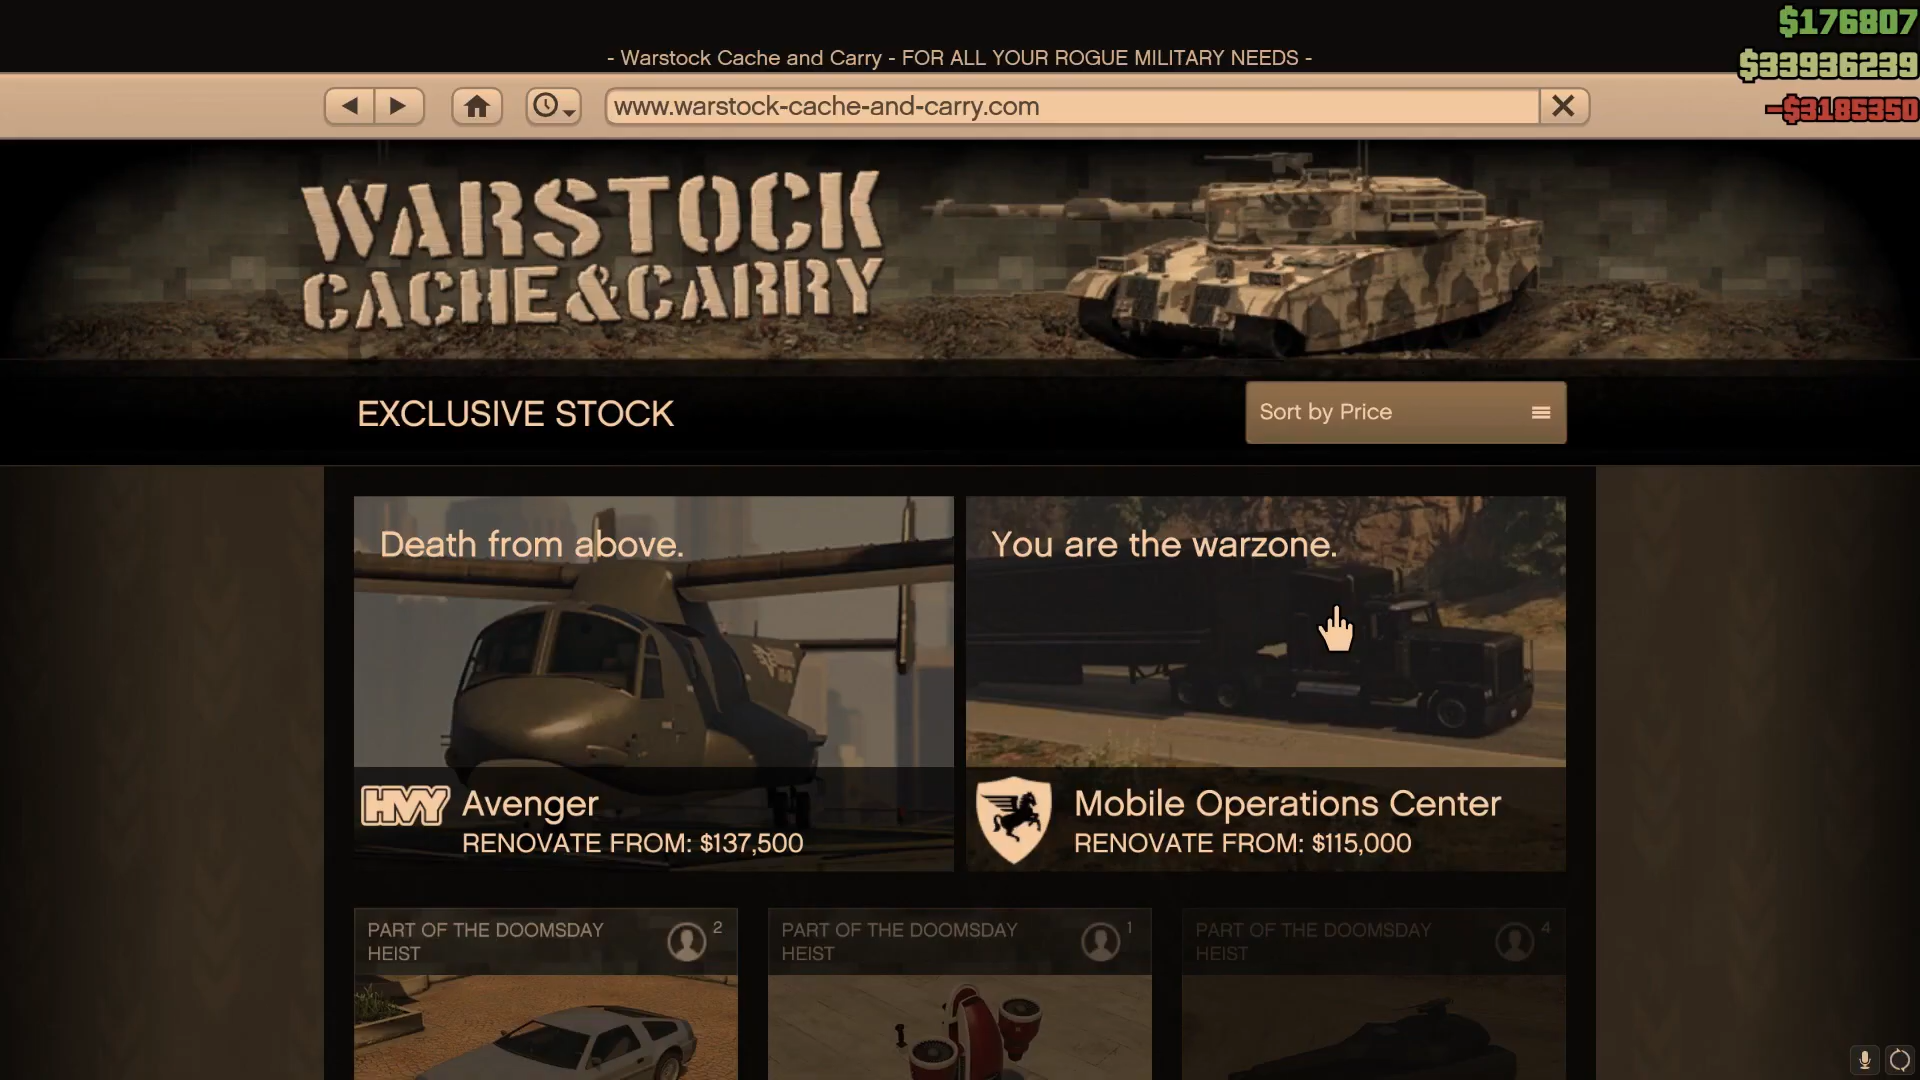 $176807
- Warstock Cache and Carry - FOR ALL YOUR ROGUE MILITARY NEEDS -
$33936239
www.warstock-cache-and-carry.com
-$3185350
WARSTOCK
CACHE&CARRY
EXCLUSIVE STOCK
Sort by Price
Death from above.
You are the warzone.
HVY
Avenger
RENOVATE FROM: $137,500
Mobile Operations Center
RENOVATE FROM: $115,000
PART OF THE DOOMSDAY
HEIST
2
PART OF THE DOOMSDAY
HEIST
1
PART OF THE DOOMSDAY
HEIST
4